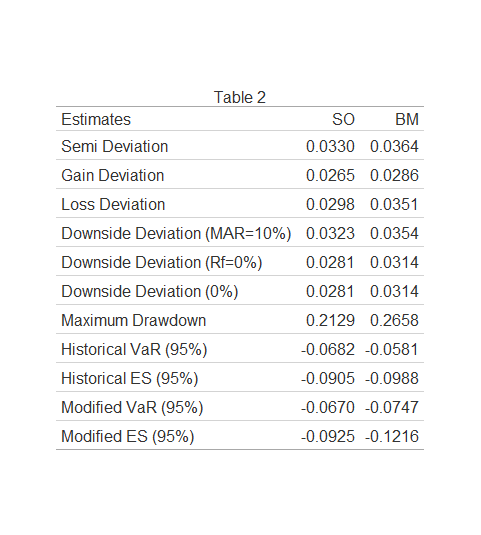 Table 2
Estimates SO BM
Semi Deviation 0.0330 0.0364
Gain Deviation 0.0265 0.0286
Loss Deviation 0.0298 0.0351
Downside Deviation (MAR=10%) 0.0323 0.0354
Downside Deviation (Rf=0%) 0.0281 0.0314
Downside Deviation (0%) 0.0281 0.0314
Maximum Drawdown 0.2129 0.2658
Historical VaR (95%) -0.0682 -0.0581
Historical ES (95%) -0.0905 -0.0988
Modified VaR (95%) -0.0670 -0.0747
Modified ES (95%) -0.0925 -0.1216